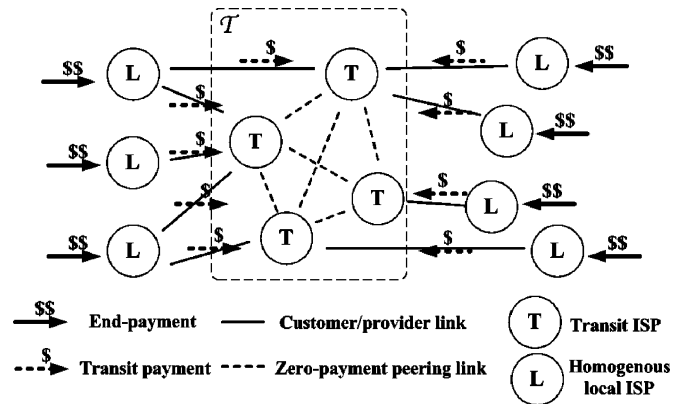 𝒯
$ $
$$ L T L $$
$ $
L $$
$ T
$$ L $
$ T L $$
$ $
$$ L T L $$
$$ End-payment Customer/provider link T Transit ISP
$ Transit payment Zero-payment peering link L Homogenous
local ISP